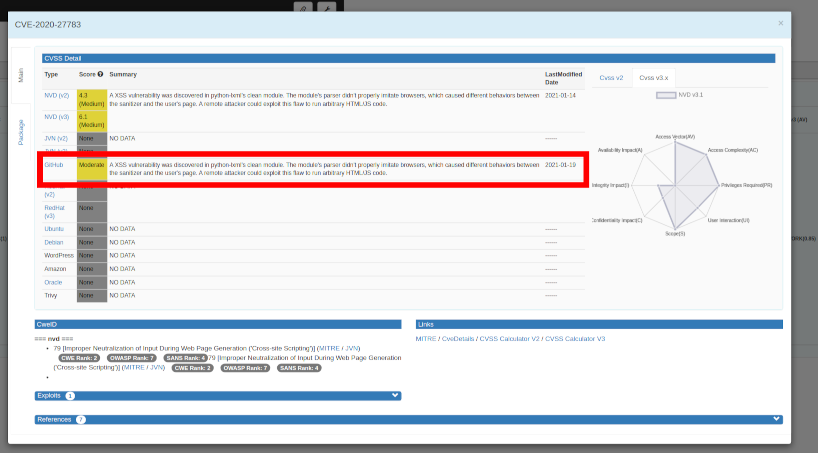 CVE-2020-27783
×
Main
Package
CVSS Detail
Type Score Summary LastModified
Date
NVD (v2) 4.3 A XSS vulnerability was discovered in python-lxml's clean module. The module's parser didn't properly imitate browsers, which caused different behaviors between 2021-01-14
(Medium) the sanitizer and the user's page. A remote attacker could exploit this flaw to run arbitrary HTML/JS code.
NVD (v3) 6.1
(Medium)
JVN (v2) None NO DATA ------
GitHub Moderate A XSS vulnerability was discovered in python-lxml's clean module. The module's parser didn't properly imitate browsers, which caused different behaviors between 2021-01-19
the sanitizer and the user's page. A remote attacker could exploit this flaw to run arbitrary HTML/JS code.
(v2)
RedHat None
(v3)
Ubuntu None NO DATA ------
Debian None NO DATA ------
WordPress None NO DATA ------
Amazon None NO DATA ------
Oracle None NO DATA ------
Trivy None NO DATA ------
Cvss v2 Cvss v3.x
NVD v3.1
Access Vector(AV)
Availability Impact(A) Access Complexity(AC)
Integrity Impact(I) Privileges Required(PR)
Confidentiality Impact(C) User Interaction(UI)
Scope(S)
CweID
=== nvd ===
• 79 [Improper Neutralization of Input During Web Page Generation ('Cross-site Scripting')] (MITRE / JVN)
CWE Rank: 2 OWASP Rank: 7 SANS Rank: 4 79 [Improper Neutralization of Input During Web Page Generation
('Cross-site Scripting')] (MITRE / JVN) CWE Rank: 2 OWASP Rank: 7 SANS Rank: 4
•
Links
MITRE / CveDetails / CVSS Calculator V2 / CVSS Calculator V3
Exploits 1
References 7